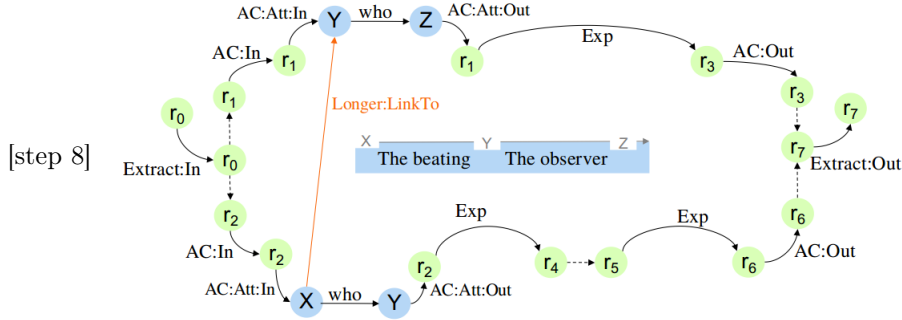 AC:Att:In Y who Z AC:Att:Out
AC:In r1 r1 Exp r3 AC:Out
r1 r3
r0 Longer:LinkTo r7
[step 8] X Y Z
Extract:In r0 The beating The observer r7 Extract:Out
r2 Exp Exp r6
AC:In r2 r2 r4 r5 r6 AC:Out
AC:Att:In X who Y AC:Att:Out